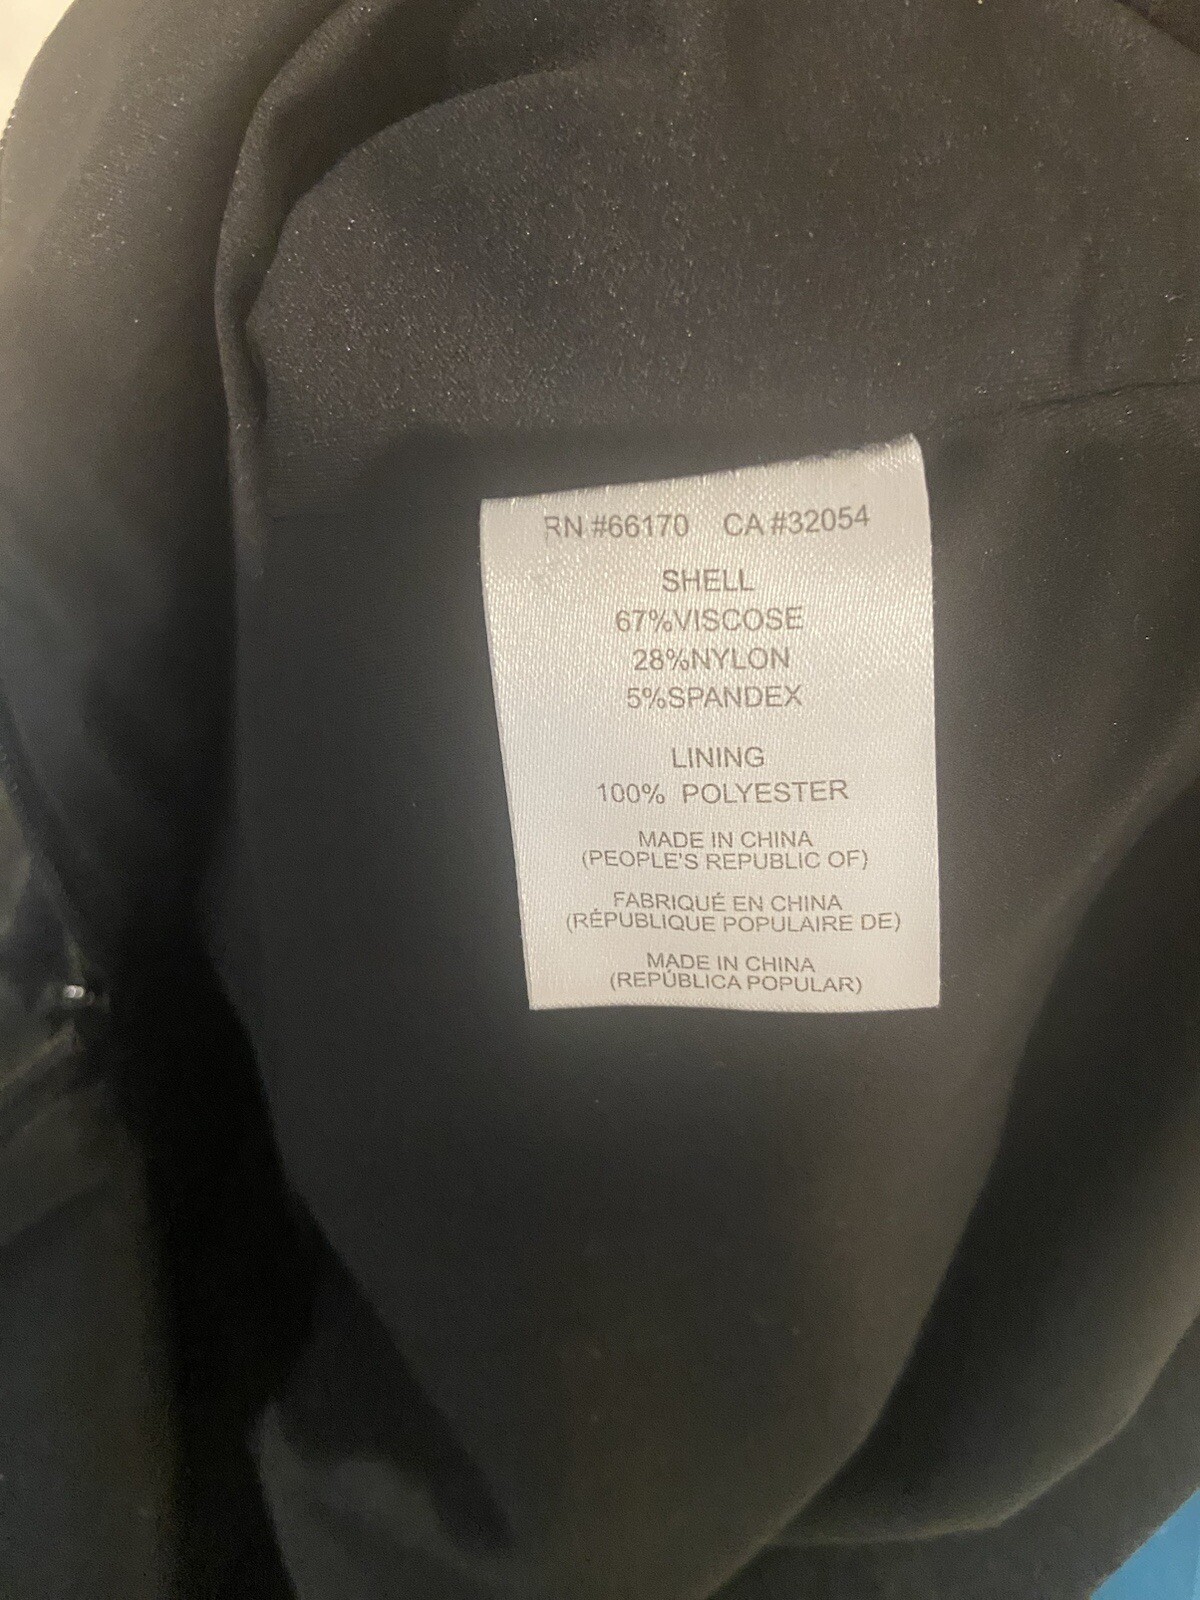 RN #66170 CA #32054
SHELL
67%VISCOSE
28%NYLON
5%SPANDEX
LINING
100% POLYESTER
MADE IN CHINA
(PEOPLE'S REPUBLIC OF)
FABRIQUÉ EN CHINA
(RÉPUBLIQUE POPULAIRE DE)
MADE IN CHINA
(REPÚBLICA POPULAR)